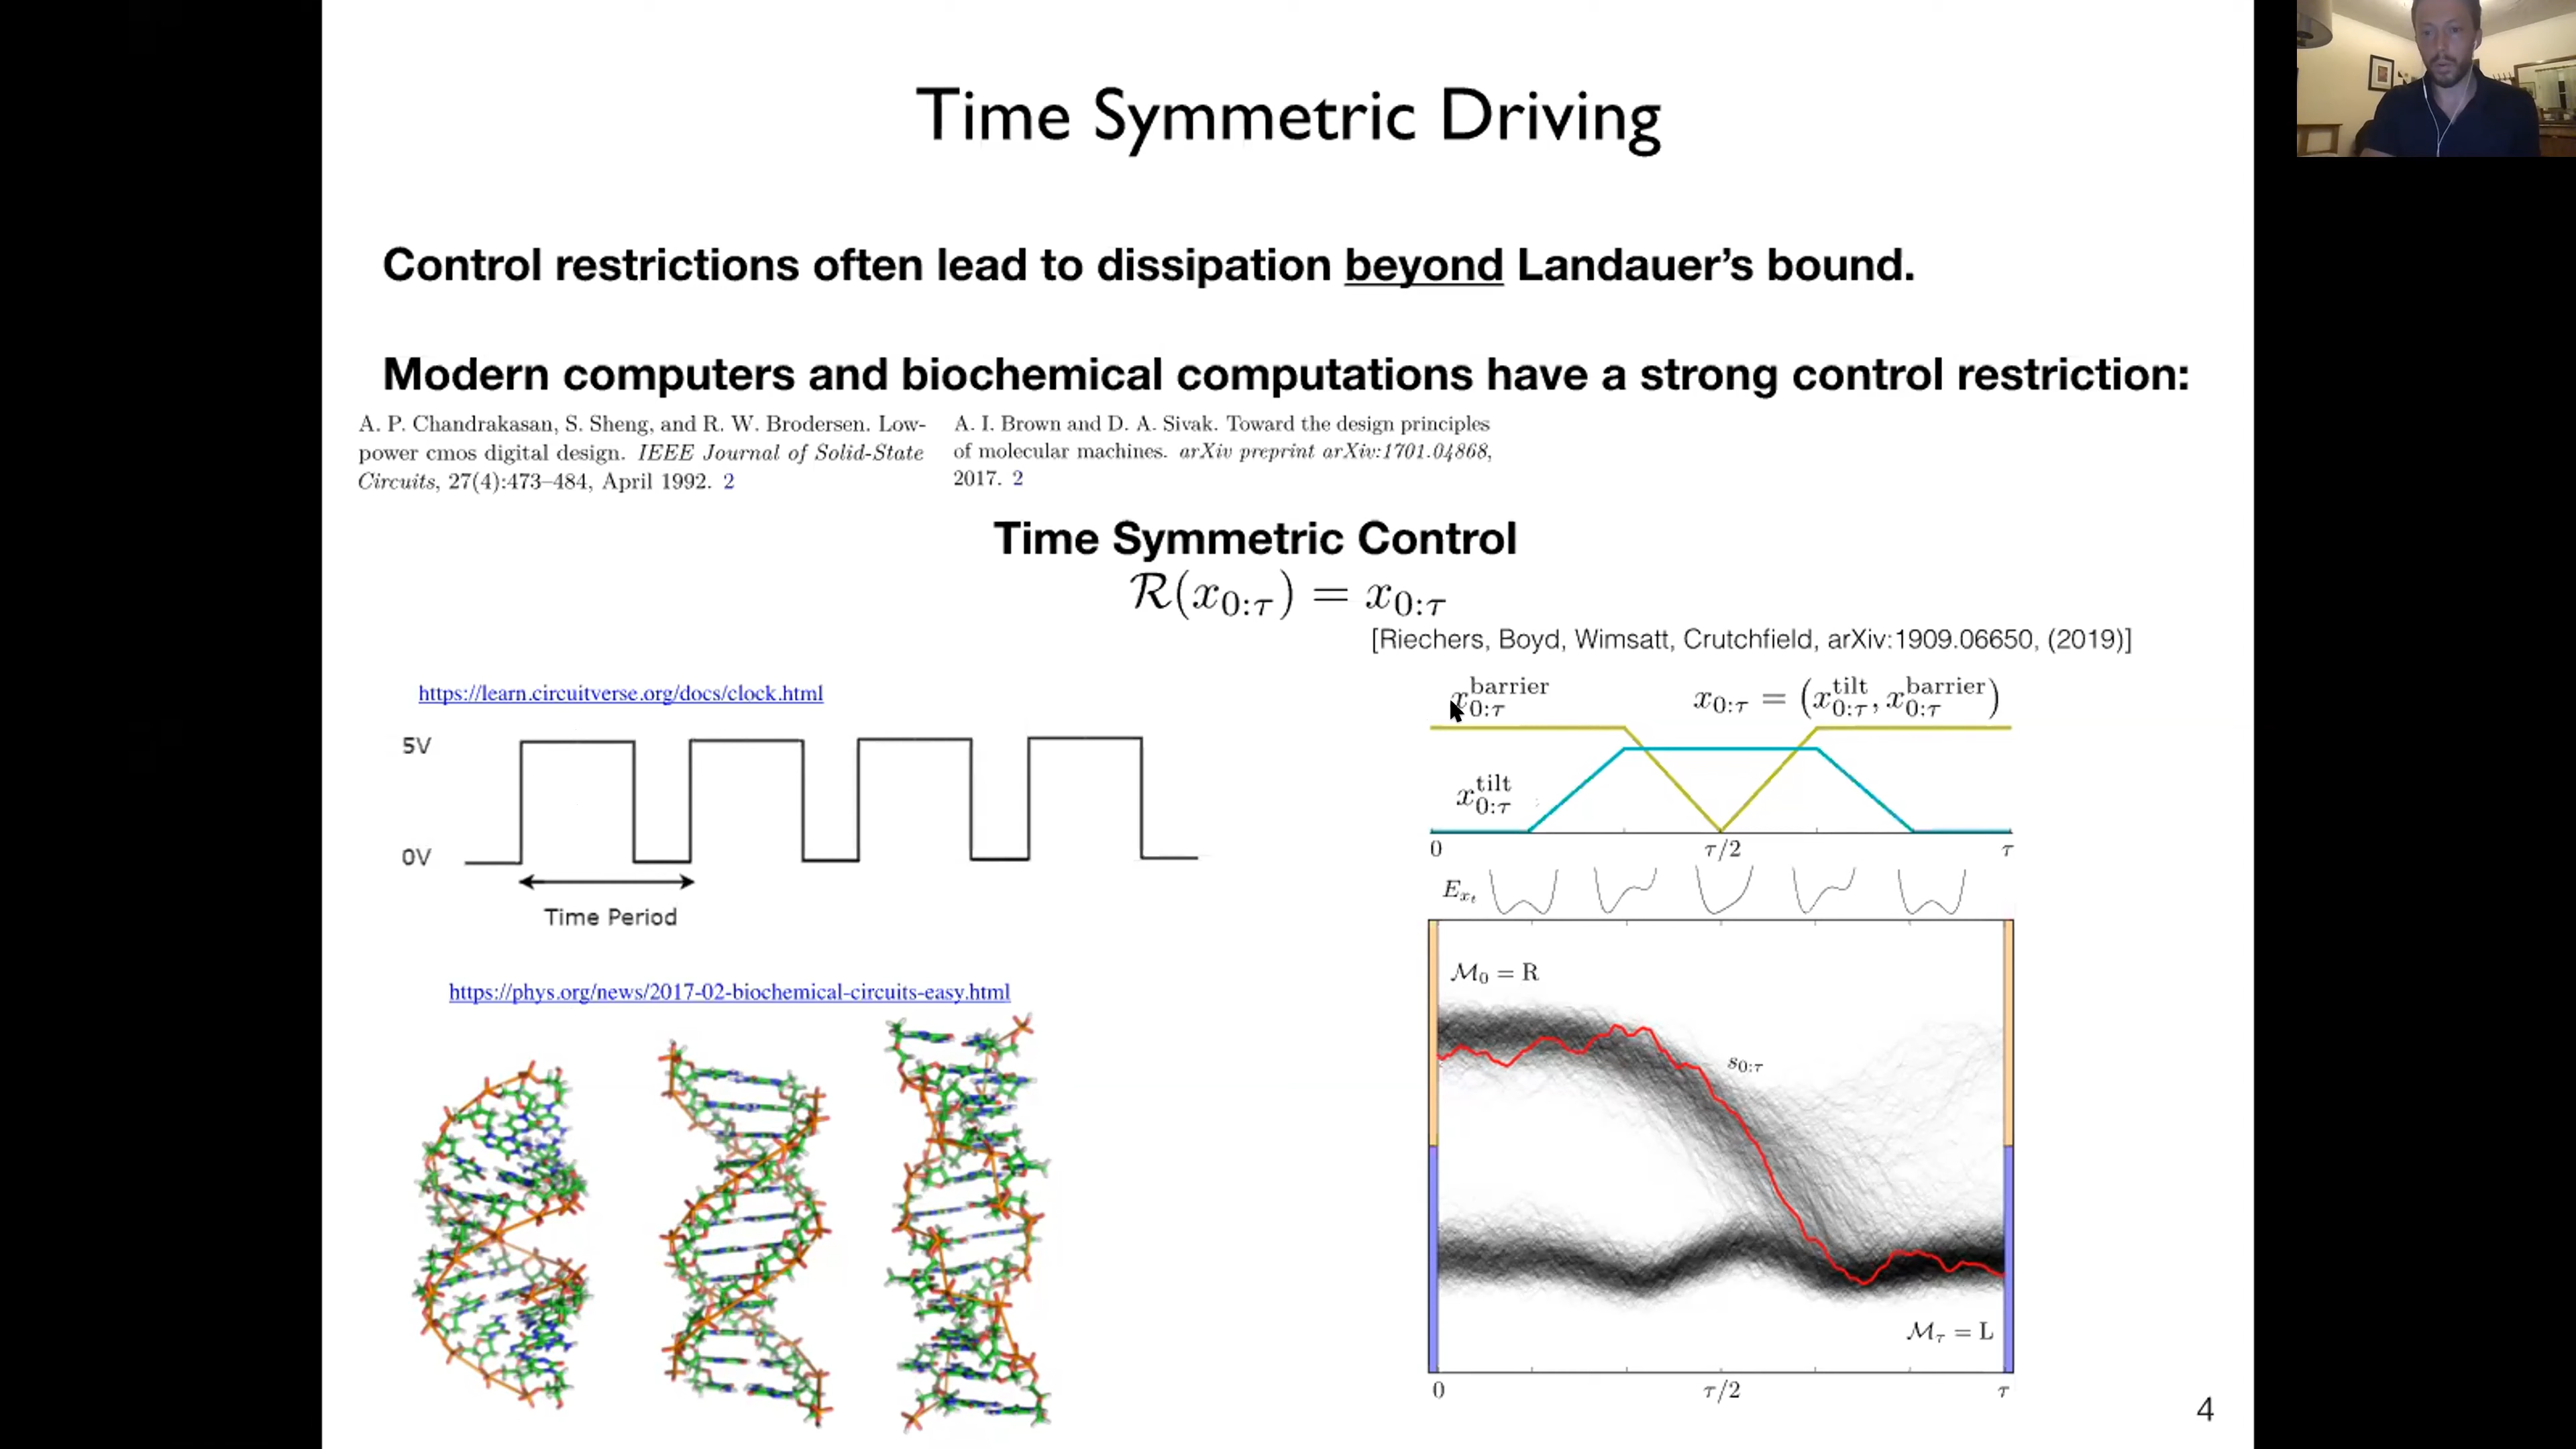 Time Symmetric Driving
Control restrictions often lead to dissipation beyond Landauer's bound.
Modern computers and biochemical computations have a strong control restriction:
A. P. Chandrakasan, S. Sheng, and R. W. Brodersen. Low-
power cmos digital design. IEEE Journal of Solid-State
Circuits, 27(4):473–484, April 1992. 2
A. I. Brown and D. A. Sivak. Toward the design principles
of molecular machines. arXiv preprint arXiv:1701.04868,
2017. 2
Time Symmetric Control
R(x₀:τ) = x₀:τ
[Riechers, Boyd, Wimsatt, Crutchfield, arXiv:1909.06650, (2019)]
https://learn.circuitverse.org/docs/clock.html
5V
0V
Time Period
https://phys.org/news/2017-02-biochemical-circuits-easy.html
x₀:τ^barrier
x₀:τ = (x₀:τ^tilt, x₀:τ^barrier)
x₀:τ^tilt
0 τ/2 τ
E_xₜ
M₀ = R
s₀:τ
M_τ = L
0 τ/2 τ
4